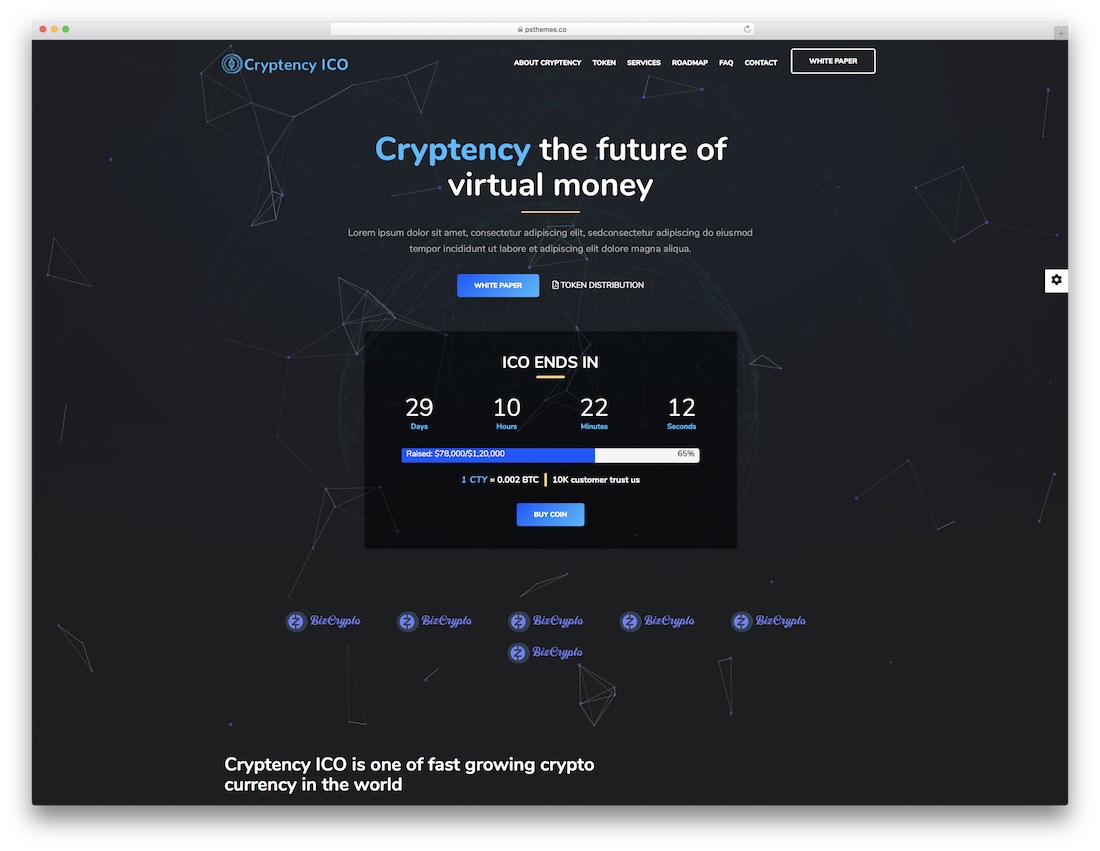 psthemes.co
Cryptency ICO
ABOUT CRYPTENCY TOKEN SERVICES ROADMAP FAQ CONTACT WHITE PAPER
Cryptency the future of
virtual money
Lorem ipsum dolor sit amet, consectetur adipiscing elit, sedconsectetur adipiscing do eiusmod
tempor incididunt ut labore et adipiscing elit dolore magna aliqua.
WHITE PAPER TOKEN DISTRIBUTION
ICO ENDS IN
29 10 22 12
Days Hours Minutes Seconds
Raised: $78,000/$1,20,000 65%
1 CTY = 0.002 BTC 10K customer trust us
BUY COIN
BizCrypto BizCrypto BizCrypto BizCrypto BizCrypto
BizCrypto
Cryptency ICO is one of fast growing crypto
currency in the world